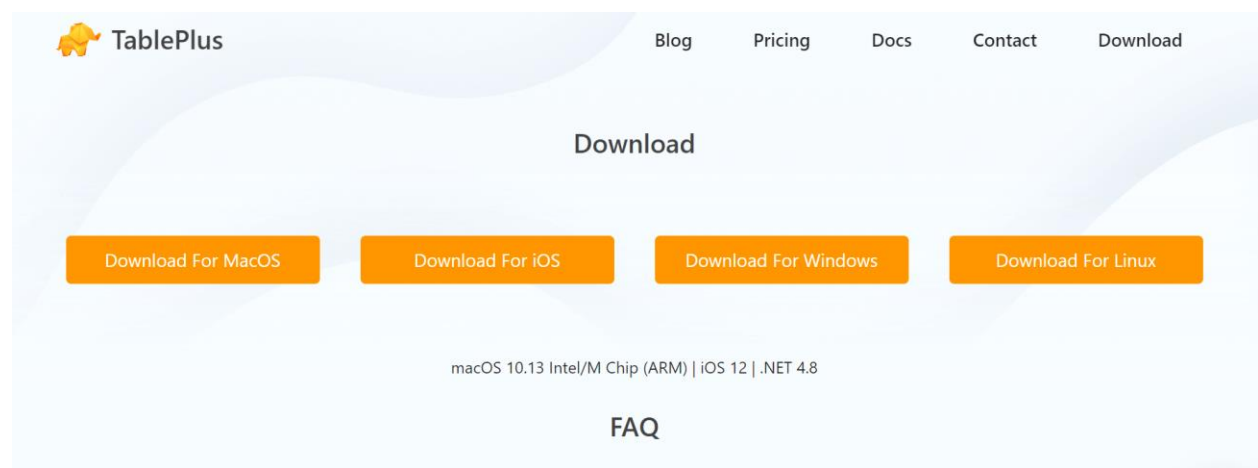 TablePlus Blog Pricing Docs Contact Download
Download
Download For MacOS Download For iOS Download For Windows Download For Linux
macOS 10.13 Intel/M Chip (ARM) | iOS 12 | .NET 4.8
FAQ